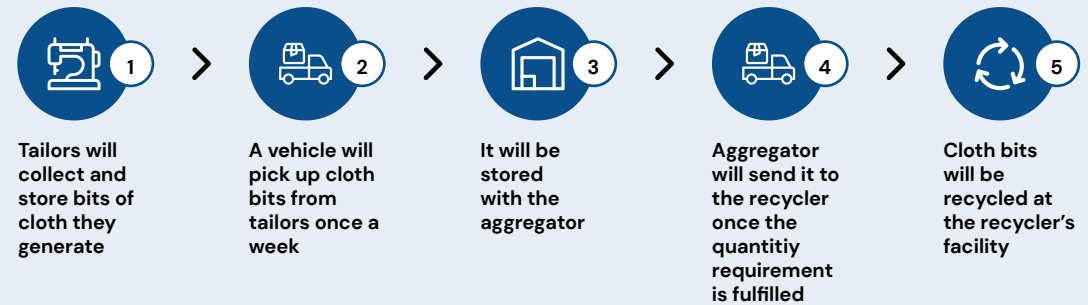 1
Tailors will
collect and
store bits of
cloth they
generate
2
A vehicle will
pick up cloth
bits from
tailors once a
week
3
It will be
stored
with the
aggregator
4
Aggregator
will send it to
the recycler
once the
quantitiy
requirement
is fulfilled
5
Cloth bits
will be
recycled at
the recycler’s
facility